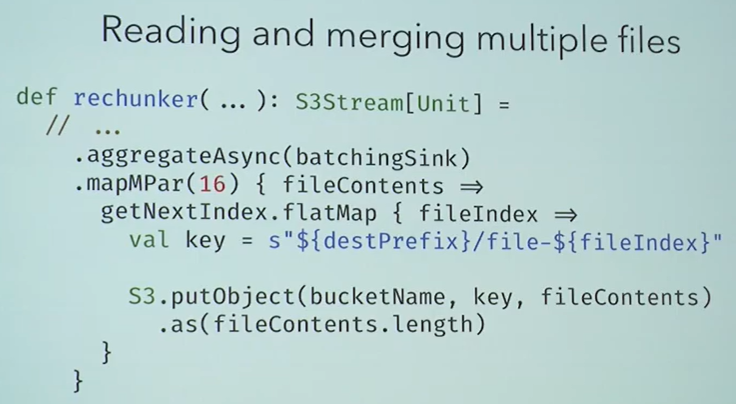 Reading and merging multiple files
def rechunker( ... ): S3Stream[Unit] =
// ...
.aggregateAsync(batchingSink)
.mapMPar(16) { fileContents ⇒
getNextIndex.flatMap { fileIndex ⇒
val key = s"${destPrefix}/file-${fileIndex}"
S3.putObject(bucketName, key, fileContents)
.as(fileContents.length)
}
}